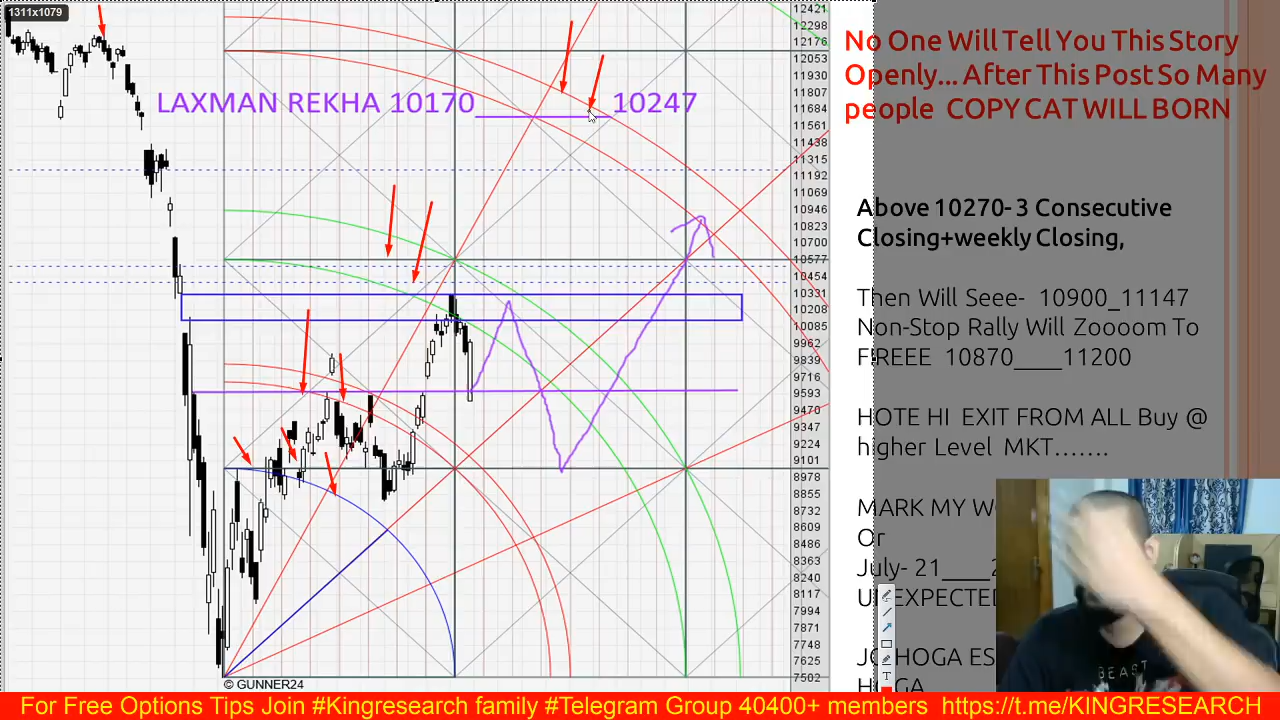 1311x1079
LAXMAN REKHA 10170 10247
12421
12298
12176
12053
11930
11807
11684
11561
11438
11315
11192
11069
10946
10823
10700
10577
10454
10331
10208
10085
9962
9839
9716
9593
9470
9347
9224
9101
8978
8855
8732
8609
8486
8363
8240
8117
7994
7871
7748
7625
7502
© GUNNER24
No One Will Tell You This Story
Openly... After This Post So Many
people COPY CAT WILL BORN
Above 10270- 3 Consecutive
Closing+weekly Closing,
Then Will Seee- 10900_11147
Non-Stop Rally Will Zoooom To
FIREEE 10870____11200
HOTE HI EXIT FROM ALL Buy @
higher Level MKT.......
MARK MY
Or
July- 21____
HOGA
BEAST
For Free Options Tips Join #Kingresearch family #Telegram Group 40400+ members https://t.me/KINGRESEARCH